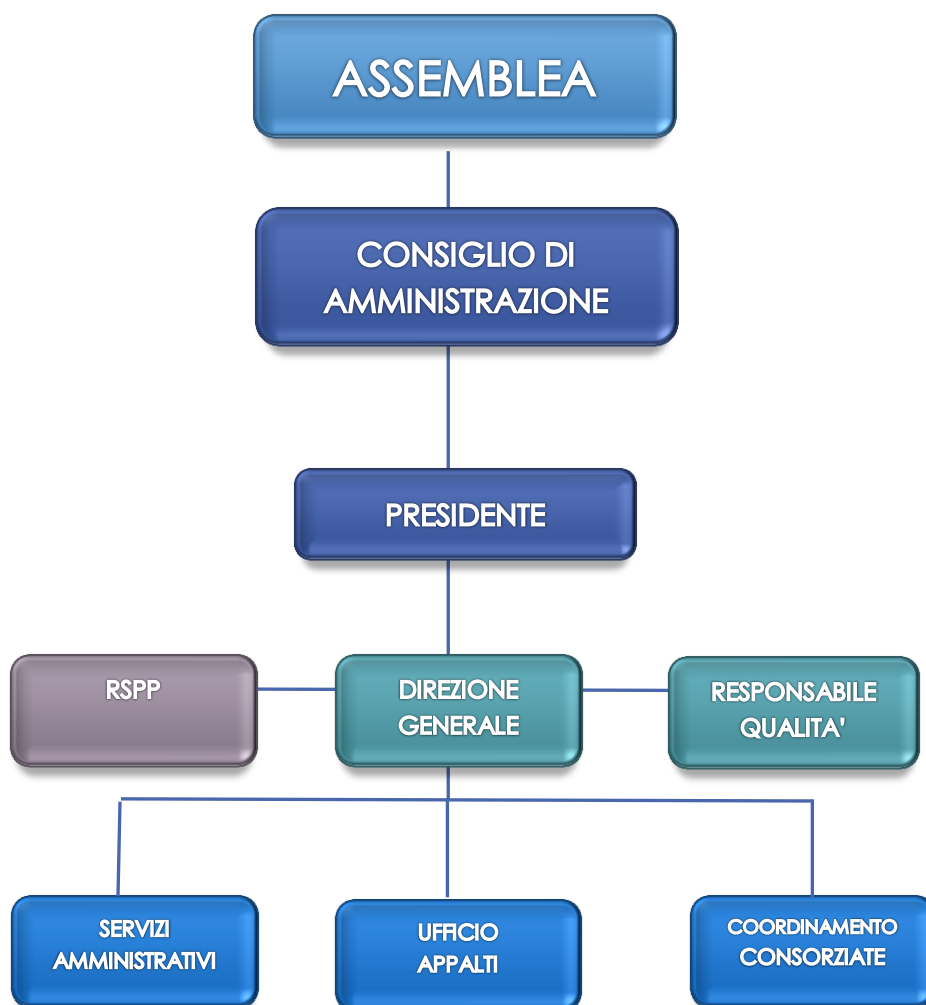 ASSEMBLEA
CONSIGLIO DI
AMMINISTRAZIONE
PRESIDENTE
RSPP
DIREZIONE
GENERALE
RESPONSABILE
QUALITA'
SERVIZI
AMMINISTRATIVI
UFFICIO
APPALTI
COORDINAMENTO
CONSORZIATE